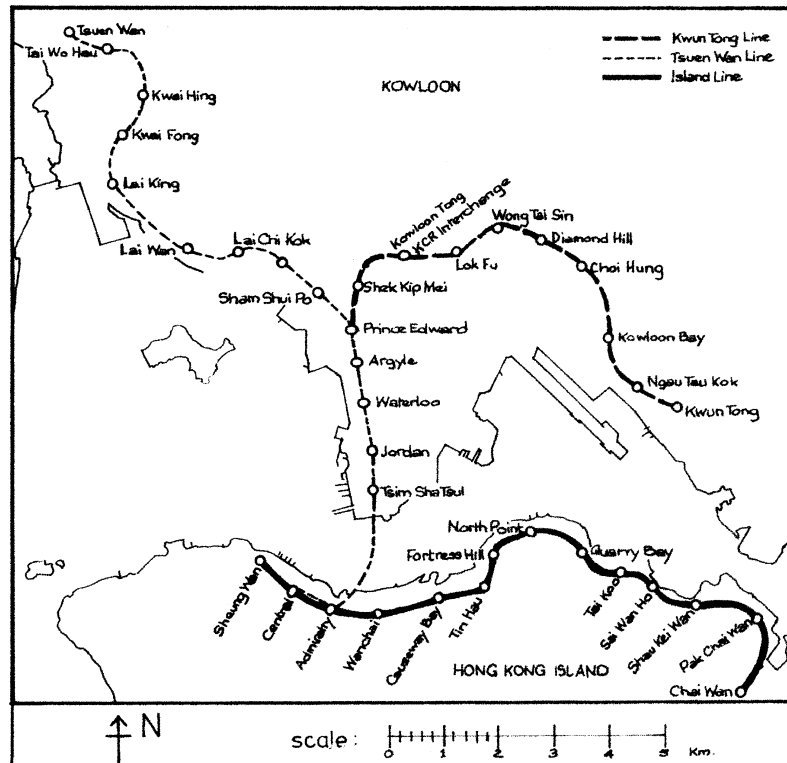 Tsuen Wan
Tai Wo Hau
Kwai Hing
Kwai Fong
Lai King
Lai Wan
Lai Chi Kok
Sham Shui Po
KOWLOON
Kwun Tong Line
Tsuen Wan Line
Island Line
Kowloon Tong
KCR Interchange
Wong Tai Sin
Diamond Hill
Lok Fu
Choi Hung
Shek Kip Mei
Prince Edward
Kowloon Bay
Argyle
Ngau Tau Kok
Waterloo
Kwun Tong
Jordan
Tsim Sha Tsui
North Point
Fortress Hill
Quarry Bay
Sheung Wan
Central
Admiralty
Wanchai
Causeway Bay
Tin Hau
Tai Koo
Sai Wan Ho
Shau Kei Wan
Pak Chai Wan
HONG KONG ISLAND
Chai Wan
N
scale:
0 1 2 3 4 5 Km.